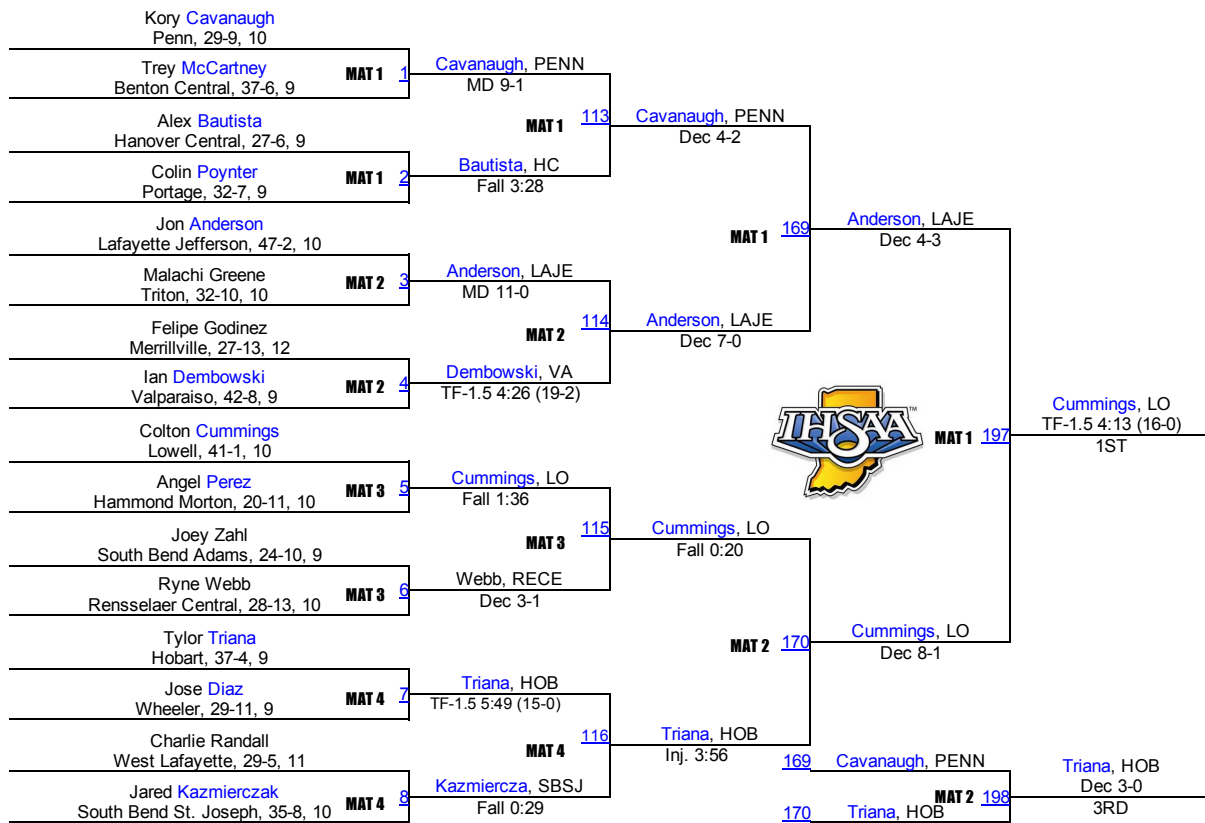 Kory Cavanaugh
Penn, 29-9, 10
Trey McCartney
Benton Central, 37-6, 9
MAT 1 1
Cavanaugh, PENN
MD 9-1
Alex Bautista
Hanover Central, 27-6, 9
Colin Poynter
Portage, 32-7, 9
MAT 1 2
Bautista, HC
Fall 3:28
MAT 1 113
Cavanaugh, PENN
Dec 4-2
Jon Anderson
Lafayette Jefferson, 47-2, 10
Malachi Greene
Triton, 32-10, 10
MAT 2 3
Anderson, LAJE
MD 11-0
Felipe Godinez
Merrillville, 27-13, 12
Ian Dembowski
Valparaiso, 42-8, 9
MAT 2 4
Dembowski, VA
TF-1.5 4:26 (19-2)
MAT 2 114
Anderson, LAJE
Dec 7-0
MAT 1 169
Anderson, LAJE
Dec 4-3
Colton Cummings
Lowell, 41-1, 10
Angel Perez
Hammond Morton, 20-11, 10
MAT 3 5
Cummings, LO
Fall 1:36
Joey Zahl
South Bend Adams, 24-10, 9
Ryne Webb
Rensselaer Central, 28-13, 10
MAT 3 6
Webb, RECE
Dec 3-1
MAT 3 115
Cummings, LO
Fall 0:20
Tylor Triana
Hobart, 37-4, 9
Jose Diaz
Wheeler, 29-11, 9
MAT 4 7
Triana, HOB
TF-1.5 5:49 (15-0)
Charlie Randall
West Lafayette, 29-5, 11
Jared Kazmierczak
South Bend St. Joseph, 35-8, 10
MAT 4 8
Kazmiercza, SBSJ
Fall 0:29
MAT 4 116
Triana, HOB
Inj. 3:56
MAT 2 170
Cummings, LO
Dec 8-1
IHSAA™
MAT 1 197
Cummings, LO
TF-1.5 4:13 (16-0)
1ST
169 Cavanaugh, PENN
170 Triana, HOB
MAT 2 198
Triana, HOB
Dec 3-0
3RD